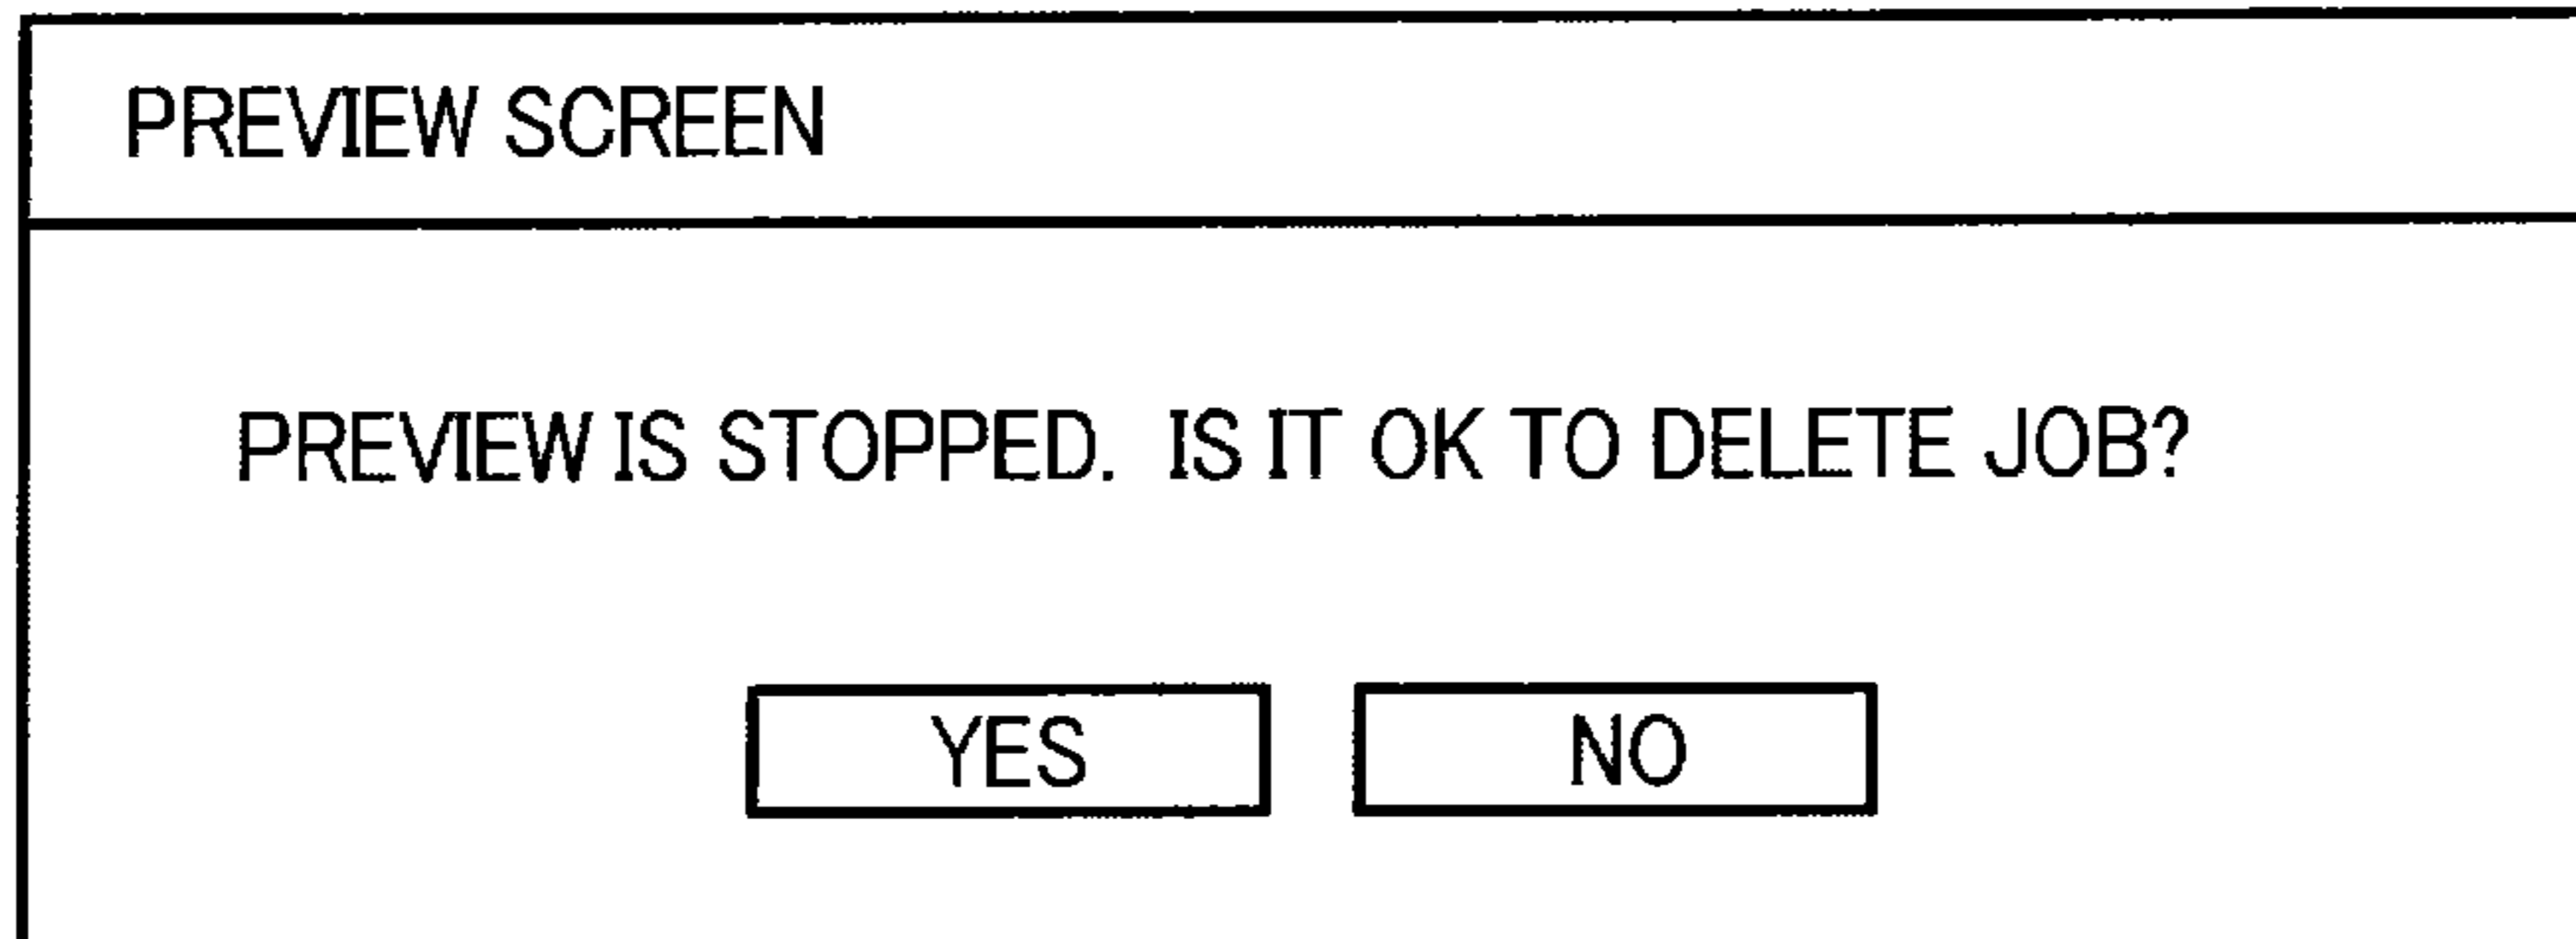 PREVIEW SCREEN
PREVIEW IS STOPPED. IS IT OK TO DELETE JOB?
YES NO